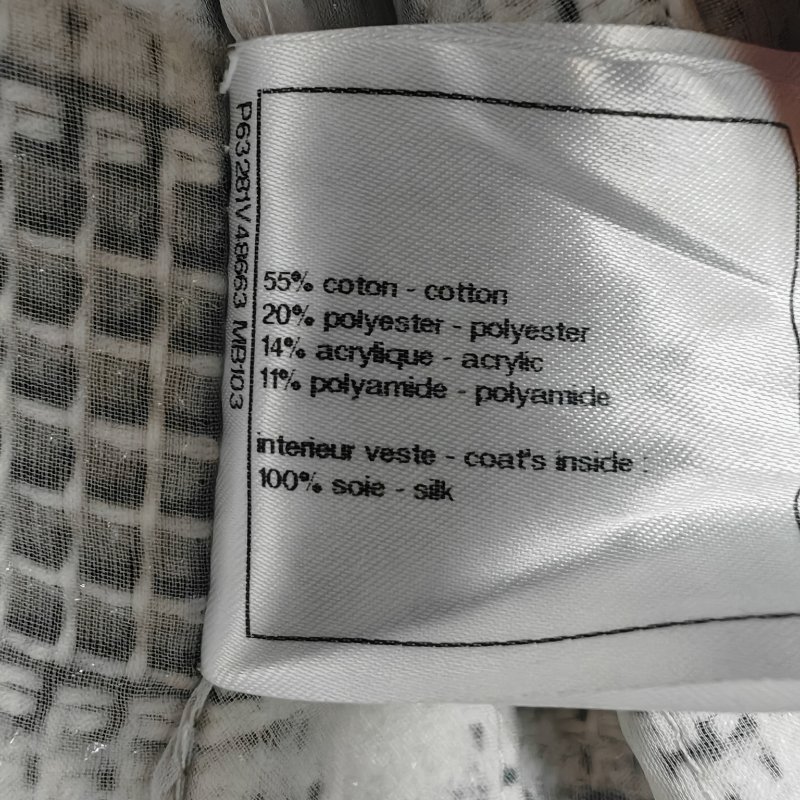 P63281V48663 MB103
55% coton - cotton
20% polyester - polyester
14% acrylique - acrylic
11% polyamide - polyamide
interieur veste - coat's inside :
100% soie - silk